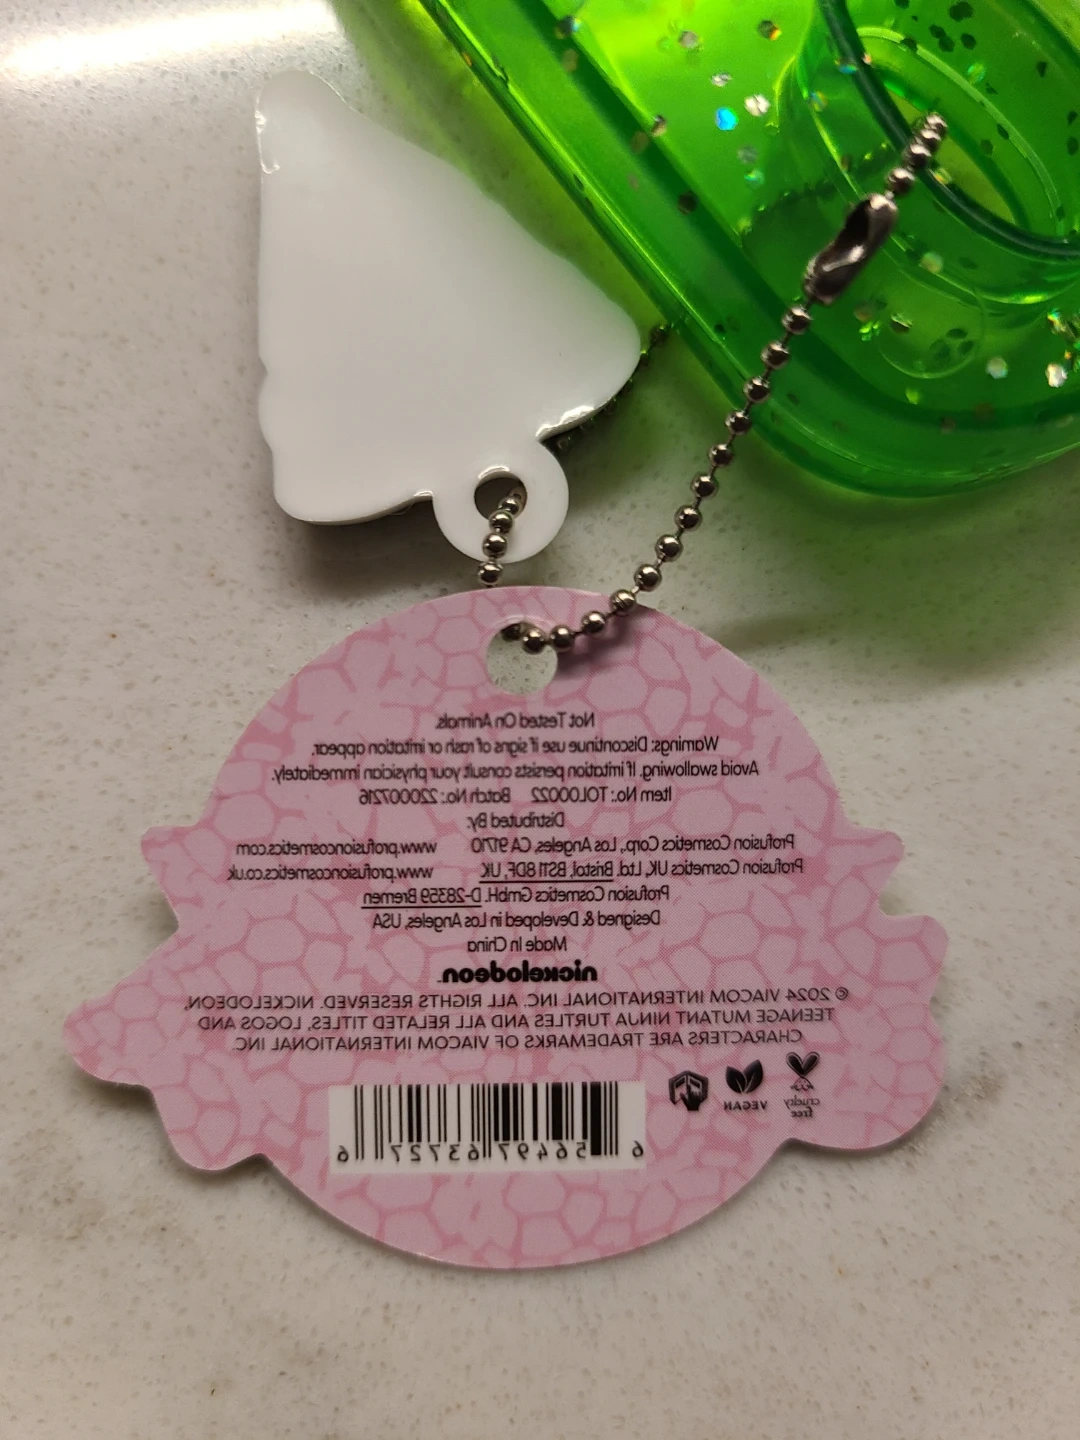 Not Tested On Animals.
Warnings: Discontinue use if signs of rash or irritation appear.
Avoid swallowing. If irritation persists consult your physician immediately.
Item No.: TOL00022 Batch No.: 220007216
Distributed By:
Profusion Cosmetics Corp., Los Angeles, CA 91710 www.profusioncosmetics.com
Profusion Cosmetics UK, Ltd. Bristol, BS11 8DF, UK www.profusioncosmetics.co.uk
Profusion Cosmetics GmbH. D-28359 Bremen
Designed & Developed in Los Angeles, USA
Made In China
nickelodeon
© 2024 VIACOM INTERNATIONAL INC. ALL RIGHTS RESERVED. NICKELODEON,
TEENAGE MUTANT NINJA TURTLES AND ALL RELATED TITLES, LOGOS AND
CHARACTERS ARE TRADEMARKS OF VIACOM INTERNATIONAL INC.
cruelty
free
VEGAN
6 56497 63727 6